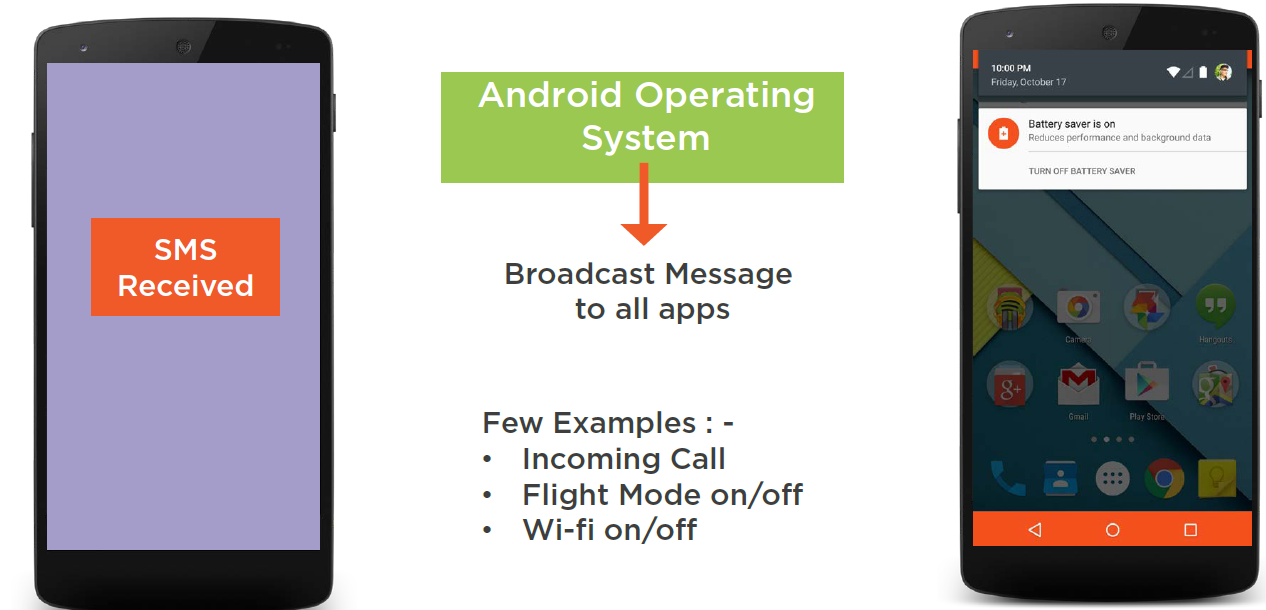 SMS
Received
Android Operating
System
Broadcast Message
to all apps
Few Examples : -
• Incoming Call
• Flight Mode on/off
• Wi-fi on/off
10:00 PM
Friday, October 17
Battery saver is on
Reduces performance and background data
TURN OFF BATTERY SAVER
Camera
Hangouts
8+
Gmail
Play Store